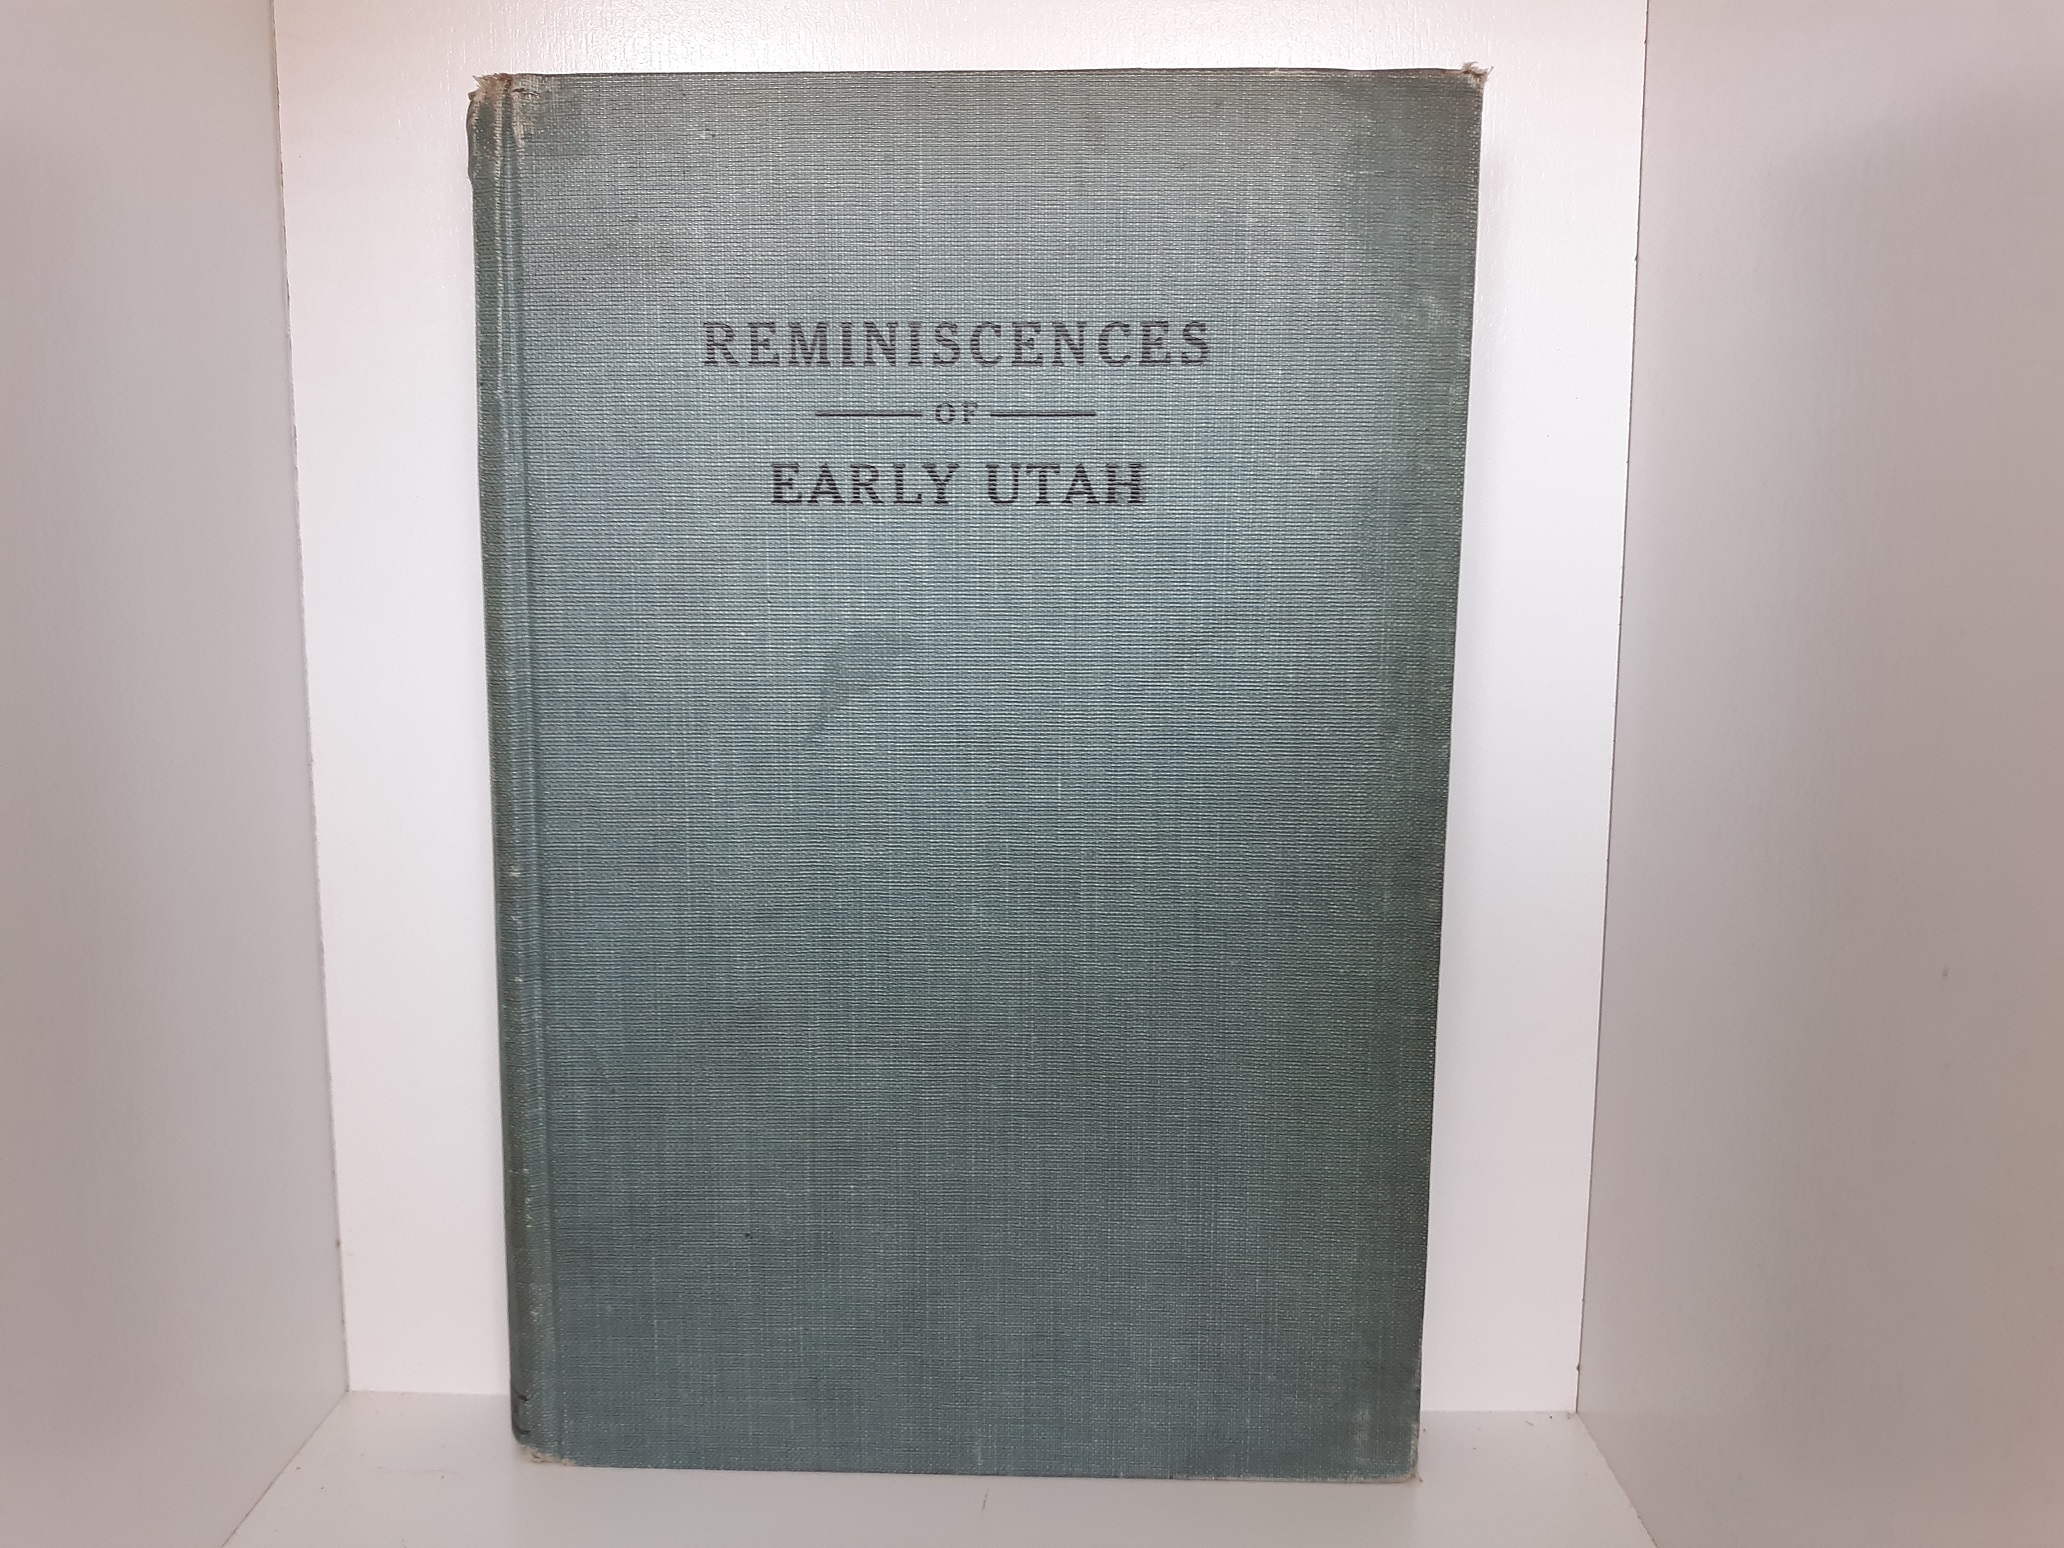 REMINISCENCES
OF
EARLY UTAH